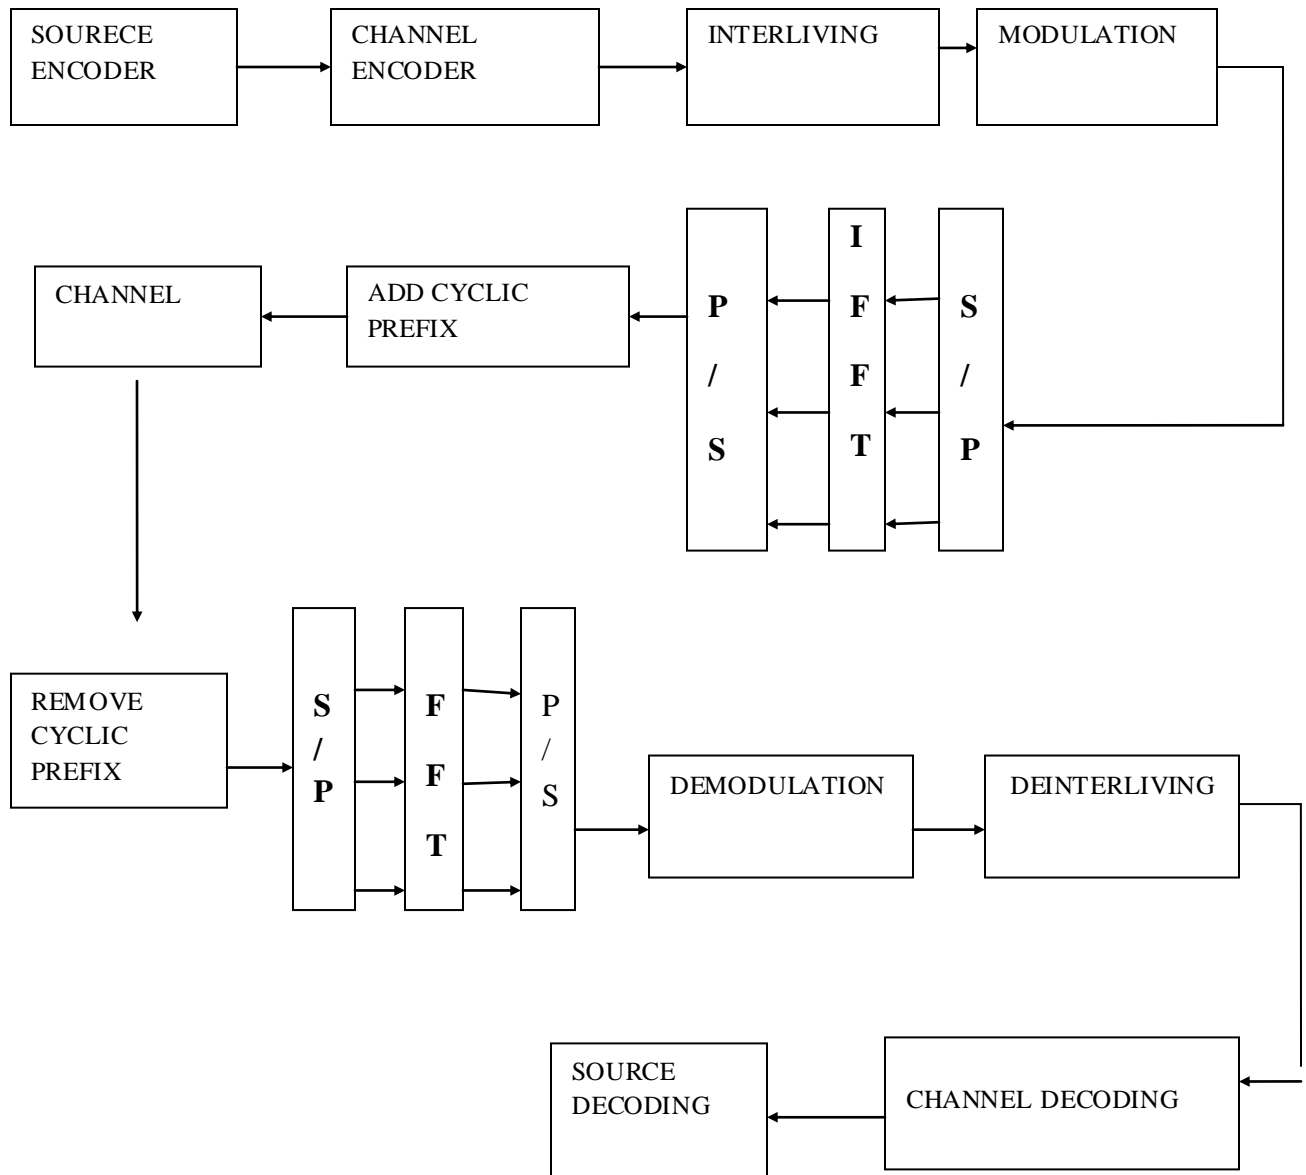 SOURECE
ENCODER
CHANNEL
ENCODER
INTERLIVING
MODULATION
CHANNEL
ADD CYCLIC
PREFIX
P
/
S
I
F
F
T
S
/
P
REMOVE
CYCLIC
PREFIX
S
/
P
F
F
T
P
/
S
DEMODULATION
DEINTERLIVING
SOURCE
DECODING
CHANNEL DECODING